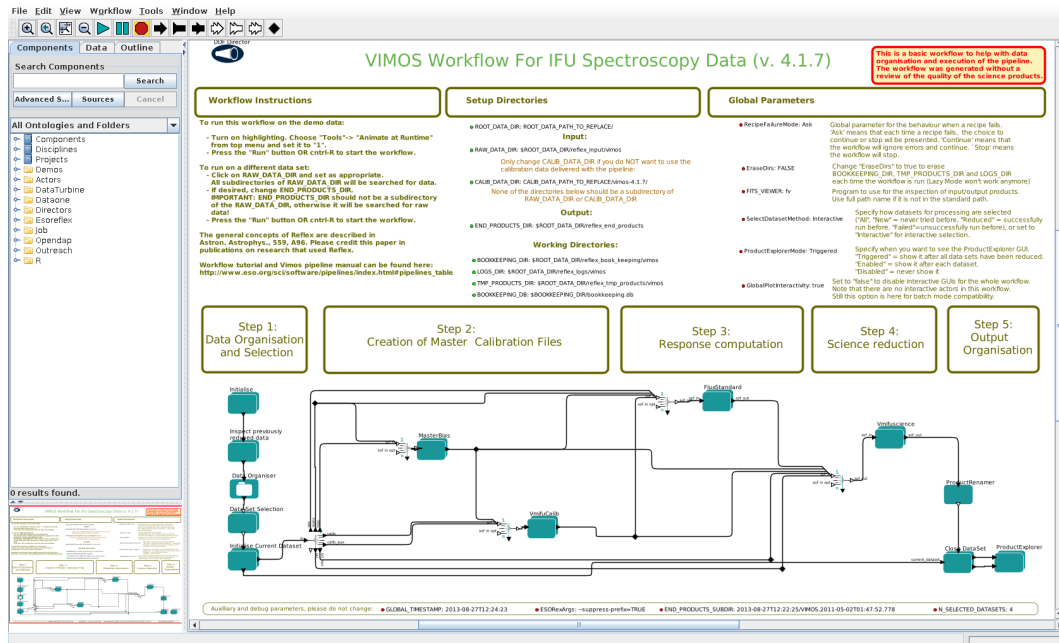 File Edit View Workflow Tools Window Help
Components Data Outline
Search Components
Search
Advanced S... Sources Cancel
All Ontologies and Folders
Components
Disciplines
Projects
Demos
Actors
DataTurbine
Dataone
Directors
Esoreflex
Job
Opendap
Outreach
R
0 results found.
DDF Director
VIMOS Workflow For IFU Spectroscopy Data (v. 4.1.7)
This is a basic workflow to help with data
organisation and execution of the pipeline.
The workflow was generated without a
review of the quality of the science products.
Workflow Instructions
To run this workflow on the demo data:
- Turn on highlighting. Choose "Tools"-> "Animate at Runtime"
from top menu and set it to "1".
- Press the "Run" button OR cntrl-R to start the workflow.
To run on a different data set:
- Click on RAW_DATA_DIR and set as appropriate.
All subdirectories of RAW_DATA_DIR will be searched for data.
- If desired, change END_PRODUCTS_DIR.
IMPORTANT: END_PRODUCTS_DIR should not be a subdirectory
of the RAW_DATA_DIR, otherwise it will be searched for raw
data!
- Press the "Run" button OR cntrl-R to start the workflow.
The general concepts of Reflex are described in
Astron. Astrophys., 559, A96. Please credit this paper in
publications on research that used Reflex.
Workflow tutorial and Vimos pipeline manual can be found here:
http://www.eso.org/sci/software/pipelines/index.html#pipelines_table
Setup Directories
ROOT_DATA_DIR: ROOT_DATA_PATH_TO_REPLACE/
Input:
RAW_DATA_DIR: $ROOT_DATA_DIR/reflex_input/vimos
Only change CALIB_DATA_DIR if you do NOT want to use the
calibration data delivered with the pipeline:
CALIB_DATA_DIR: CALIB_DATA_PATH_TO_REPLACE/vimos-4.1.7/
None of the directories below should be a subdirectory of
RAW_DATA_DIR or CALIB_DATA_DIR
Output:
END_PRODUCTS_DIR: $ROOT_DATA_DIR/reflex_end_products
Working Directories:
BOOKKEEPING_DIR: $ROOT_DATA_DIR/reflex_book_keeping/vimos
LOGS_DIR: $ROOT_DATA_DIR/reflex_logs/vimos
TMP_PRODUCTS_DIR: $ROOT_DATA_DIR/reflex_tmp_products/vimos
BOOKKEEPING_DB: $BOOKKEEPING_DIR/bookkeeping.db
Global Parameters
RecipeFailureMode: Ask
Global parameter for the behaviour when a recipe fails.
'Ask' means that each time a recipe fails, the choice to
continue or stop will be presented. 'Continue' means that
the workflow will ignore errors and continue. `Stop' means
the workflow will stop.
EraseDirs: FALSE
Change "EraseDirs" to true to erase
BOOKKEEPING_DIR, TMP_PRODUCTS_DIR and LOGS_DIR
each time the workflow is run (Lazy Mode won't work anymore)
FITS_VIEWER: fv
Program to use for the inspection of input/output products.
Use full path name if it is not in the standard path.
SelectDatasetMethod: Interactive
Specify how datasets for processing are selected
("All", "New" = never tried before, "Reduced" = successfully
run before, "Failed"=unsuccessfully run before), or set to
"Interactive" for interactive selection.
ProductExplorerMode: Triggered
Specify when you want to see the ProductExplorer GUI.
"Triggered" = show it after all data sets have been reduced.
"Enabled" = show it after each dataset.
"Disabled" = never show it
GlobalPlotInteractivity: true
Set to "false" to disable interactive GUIs for the whole workflow.
Note that there are no interactive actors in this workflow.
Still this option is here for batch mode compatibility.
Step 1:
Data Organisation
and Selection
Step 2:
Creation of Master Calibration Files
Step 3:
Response computation
Step 4:
Science reduction
Step 5:
Output
Organisation
Initialise
Inspect previously
reduced data
Data Organiser
DataSet Selection
Initialise Current Dataset
MasterBias
VmifuCalib
FluxStandard
Vmifuscience
ProductRenamer
Close DataSet
ProductExplorer
current_dataset
Auxiliary and debug parameters, please do not change:
GLOBAL_TIMESTAMP: 2013-08-27T12:24:23
ESORexArgs: --suppress-prefix=TRUE
END_PRODUCTS_SUBDIR: 2013-08-27T12:22:25/VIMOS.2011-05-02T01:47:52.778
N_SELECTED_DATASETS: 4